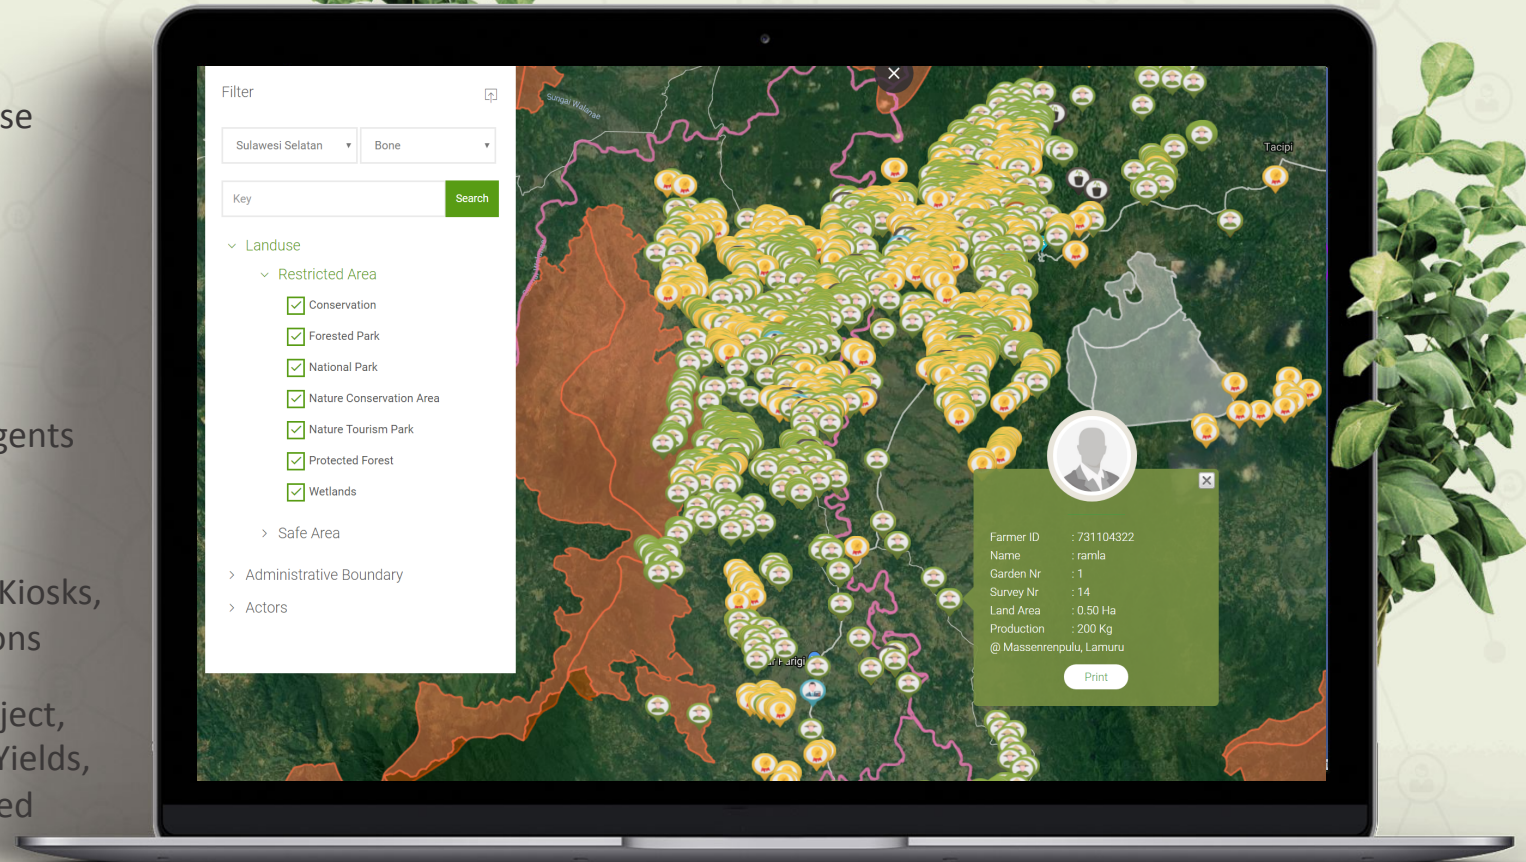 se
gents
Kiosks,
ons
ject,
Yields,
ed
Filter
Sulawesi Selatan
Bone
Key
Search
Landuse
Restricted Area
Conservation
Forested Park
National Park
Nature Conservation Area
Nature Tourism Park
Protected Forest
Wetlands
Safe Area
Administrative Boundary
Actors
Sungai Walanae
Tacipi
Parigi
Farmer ID : 731104322
Name : ramla
Garden Nr : 1
Survey Nr : 14
Land Area : 0.50 Ha
Production : 200 Kg
@ Massenrenpulu, Lamuru
Print